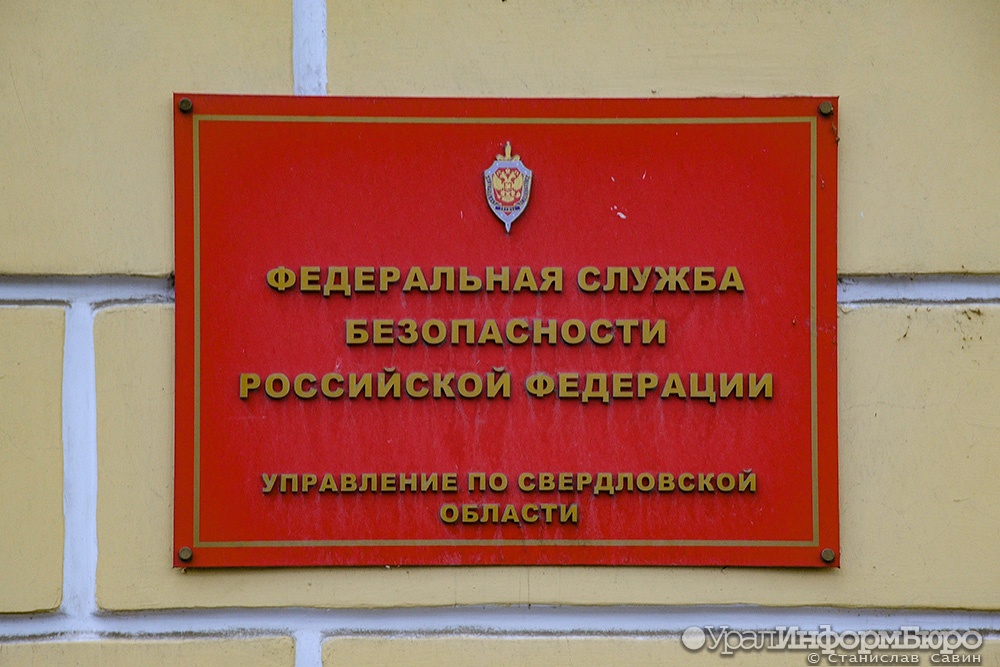 ФЕДЕРАЛЬНАЯ СЛУЖБА
БЕЗОПАСНОСТИ
РОССИЙСКОЙ ФЕДЕРАЦИИ
УПРАВЛЕНИЕ ПО СВЕРДЛОВСКОЙ
ОБЛАСТИ
УралИнформБюро
© Станислав Савин